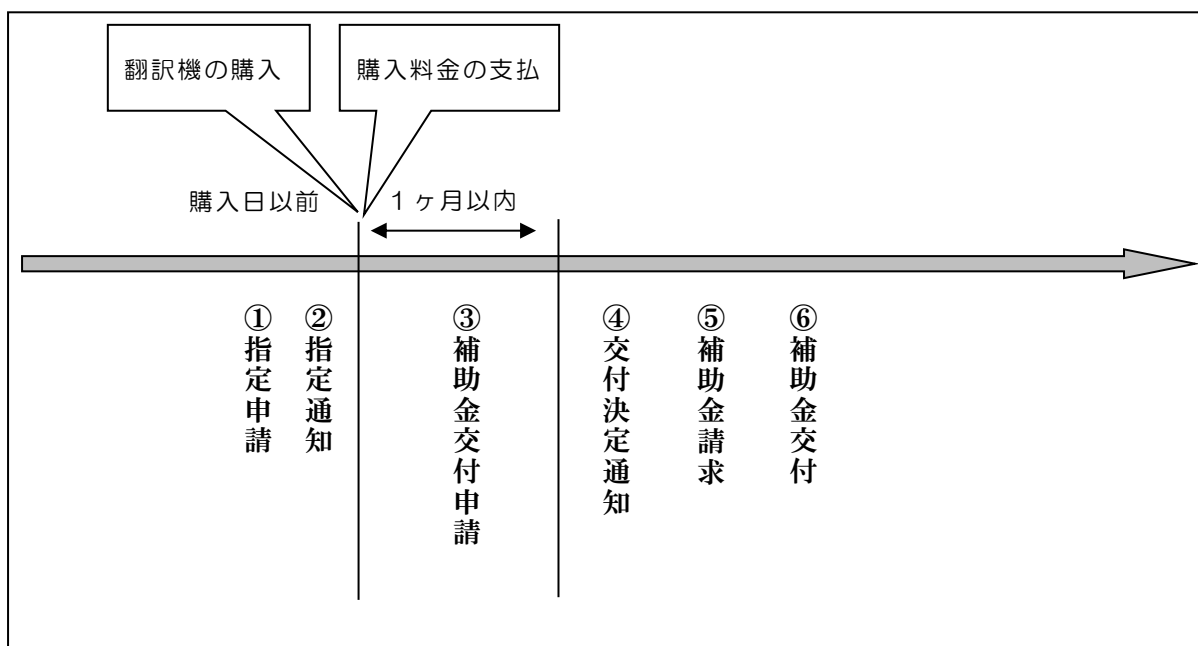 翻訳機の購入
購入料金の支払
購入日以前
１ヶ月以内
①指定申請
②指定通知
③補助金交付申請
④交付決定通知
⑤補助金請求
⑥補助金交付